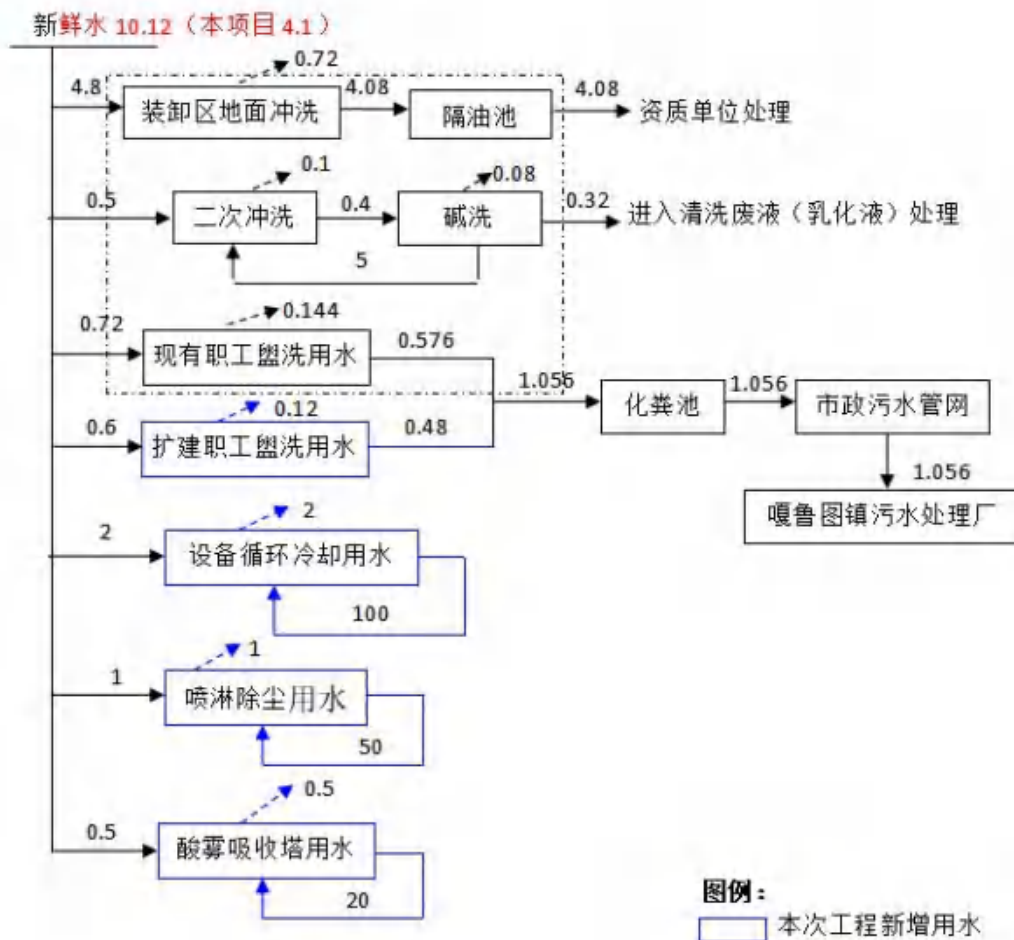 新鲜水 10.12（本项目 4.1）
0.72
4.8
装卸区地面冲洗
4.08
隔油池
4.08
资质单位处理
0.1
0.08
0.5
二次冲洗
0.4
碱洗
0.32
进入清洗废液（乳化液）处理
5
0.144
0.72
现有职工盥洗用水
0.576
1.056
化粪池
1.056
市政污水管网
0.12
0.6
扩建职工盥洗用水
0.48
1.056
嘎鲁图镇污水处理厂
2
2
设备循环冷却用水
100
1
1
喷淋除尘用水
50
0.5
0.5
酸雾吸收塔用水
20
图例：
本次工程新增用水